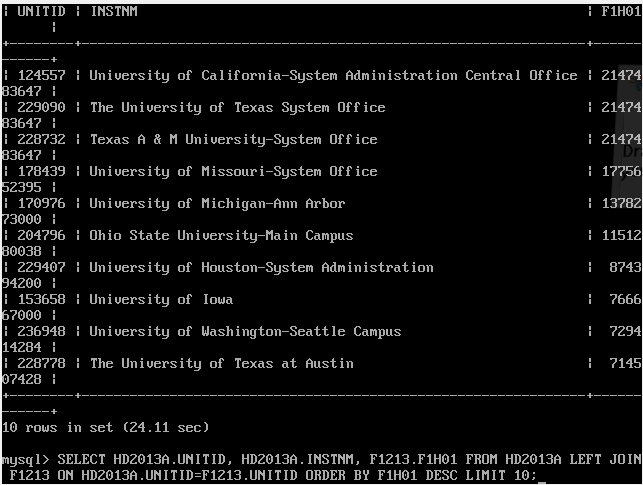 | UNITID | INSTNM | F1H01
|
+--------+--------------------------------------------------------------+------
------+
| 124557 | University of California-System Administration Central Office | 21474
83647 |
| 229090 | The University of Texas System Office | 21474
83647 |
| 228732 | Texas A & M University-System Office | 21474
83647 |
| 178439 | University of Missouri-System Office | 17756
52395 |
| 170976 | University of Michigan-Ann Arbor | 13782
73000 |
| 204796 | Ohio State University-Main Campus | 11512
80038 |
| 229407 | University of Houston-System Administration | 8743
94200 |
| 153658 | University of Iowa | 7666
67000 |
| 236948 | University of Washington-Seattle Campus | 7294
14284 |
| 228778 | The University of Texas at Austin | 7145
07428 |
+--------+--------------------------------------------------------------+------
------+
10 rows in set (24.11 sec)
mysql> SELECT HD2013A.UNITID, HD2013A.INSTNM, F1213.F1H01 FROM HD2013A LEFT JOIN
F1213 ON HD2013A.UNITID=F1213.UNITID ORDER BY F1H01 DESC LIMIT 10;_